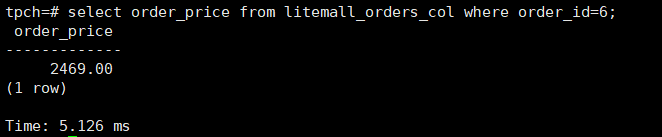 tpch=# select order_price from litemall_orders_col where order_id=6;
 order_price
-------------
     2469.00
(1 row)

Time: 5.126 ms